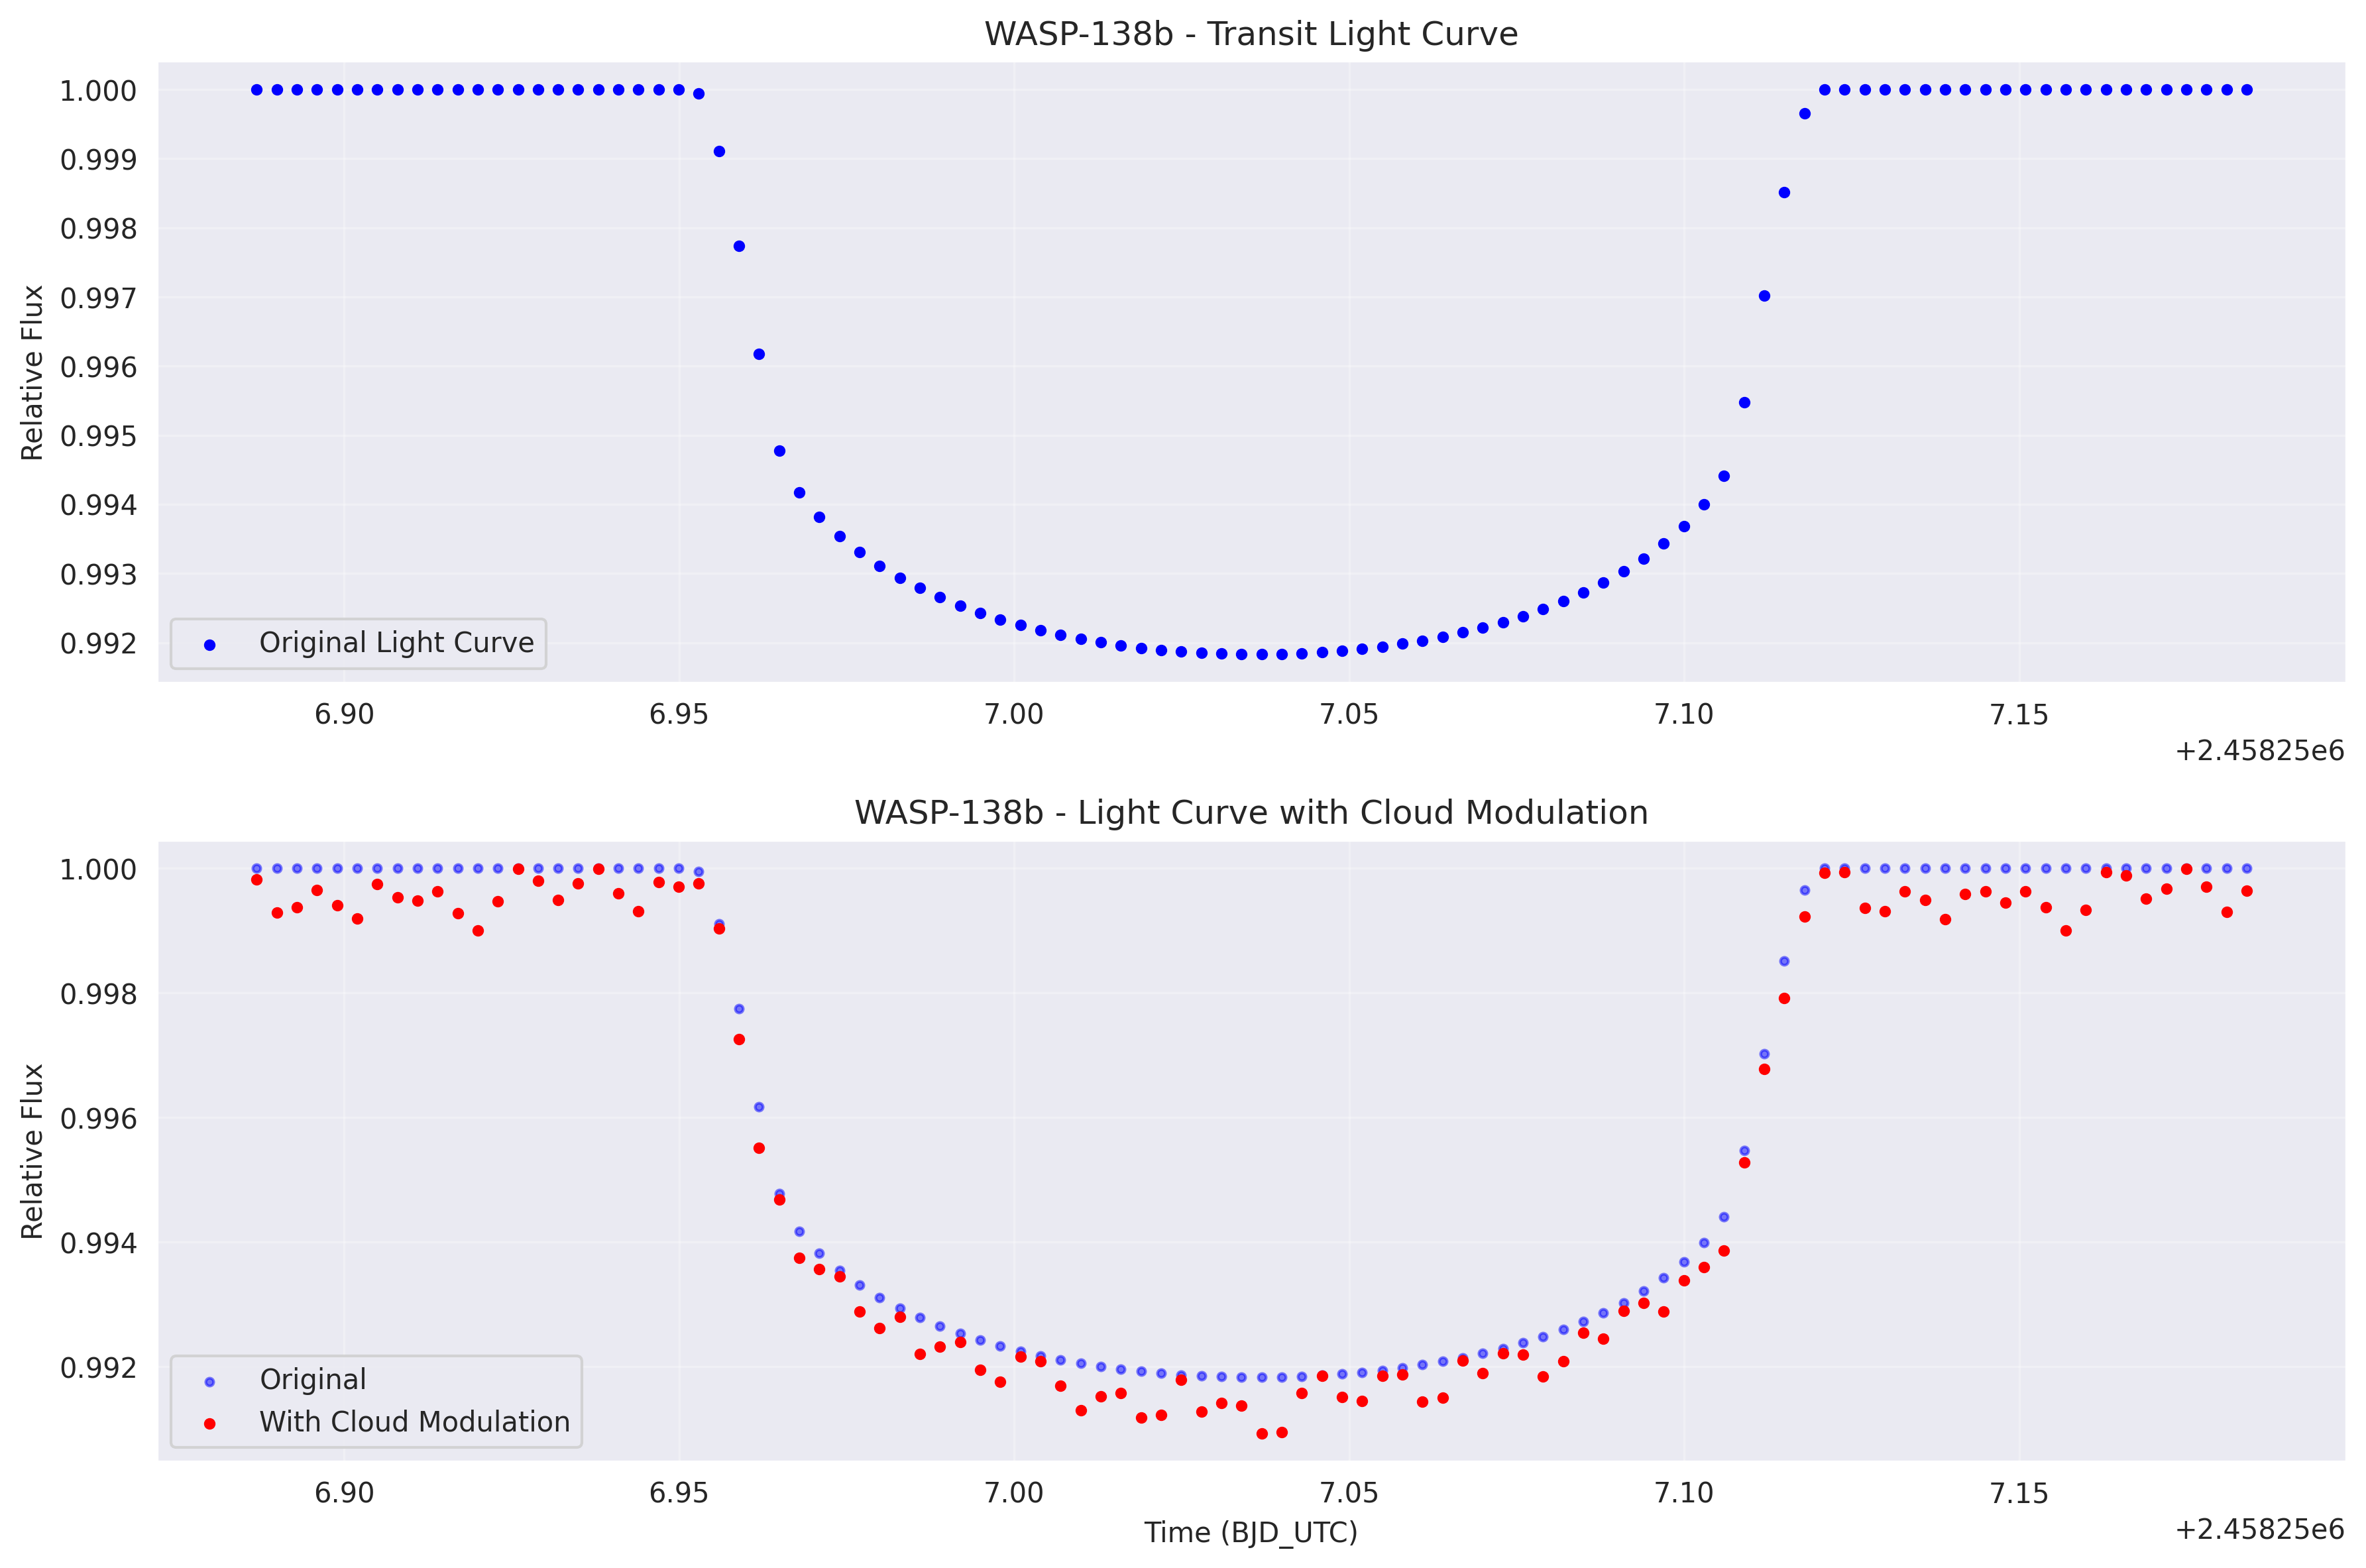 WASP-138b - Transit Light Curve
1.000
0.999
0.998
0.997
0.996
0.995
0.994
0.993
0.992
Relative Flux
Original Light Curve
6.90 6.95 7.00 7.05 7.10 7.15
+2.45825e6
WASP-138b - Light Curve with Cloud Modulation
1.000
0.998
0.996
0.994
0.992
Relative Flux
Original
With Cloud Modulation
6.90 6.95 7.00 7.05 7.10 7.15
Time (BJD_UTC)
+2.45825e6